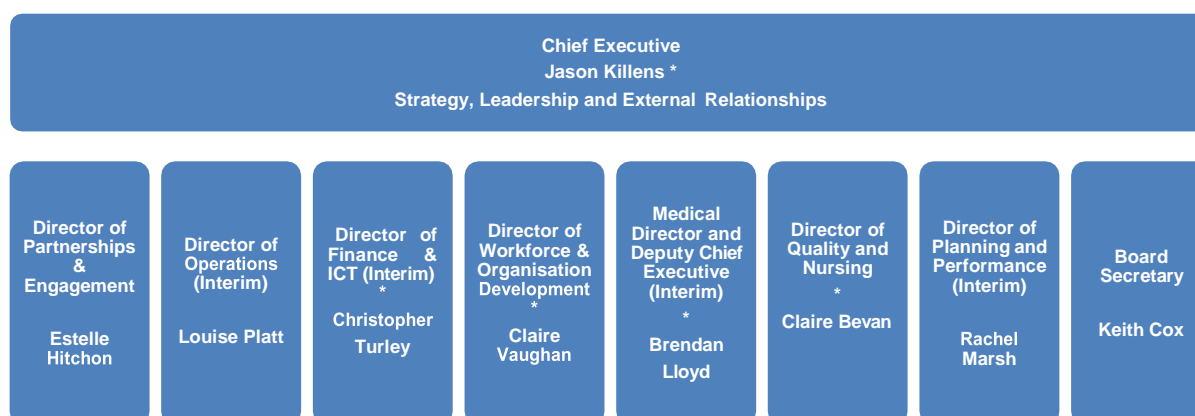 Chief Executive
Jason Killens *
Strategy, Leadership and External Relationships
Director of
Partnerships
&
Engagement
Estelle
Hitchon
Director of
Operations
(Interim)
Louise Platt
Director of
Finance &
ICT (Interim)
*
Christopher
Turley
Director of
Workforce &
Organisation
Development
*
Claire
Vaughan
Medical
Director and
Deputy Chief
Executive
(Interim)
*
Brendan
Lloyd
Director of
Quality and
Nursing
*
Claire Bevan
Director of
Planning and
Performance
(Interim)
Rachel
Marsh
Board
Secretary
Keith Cox